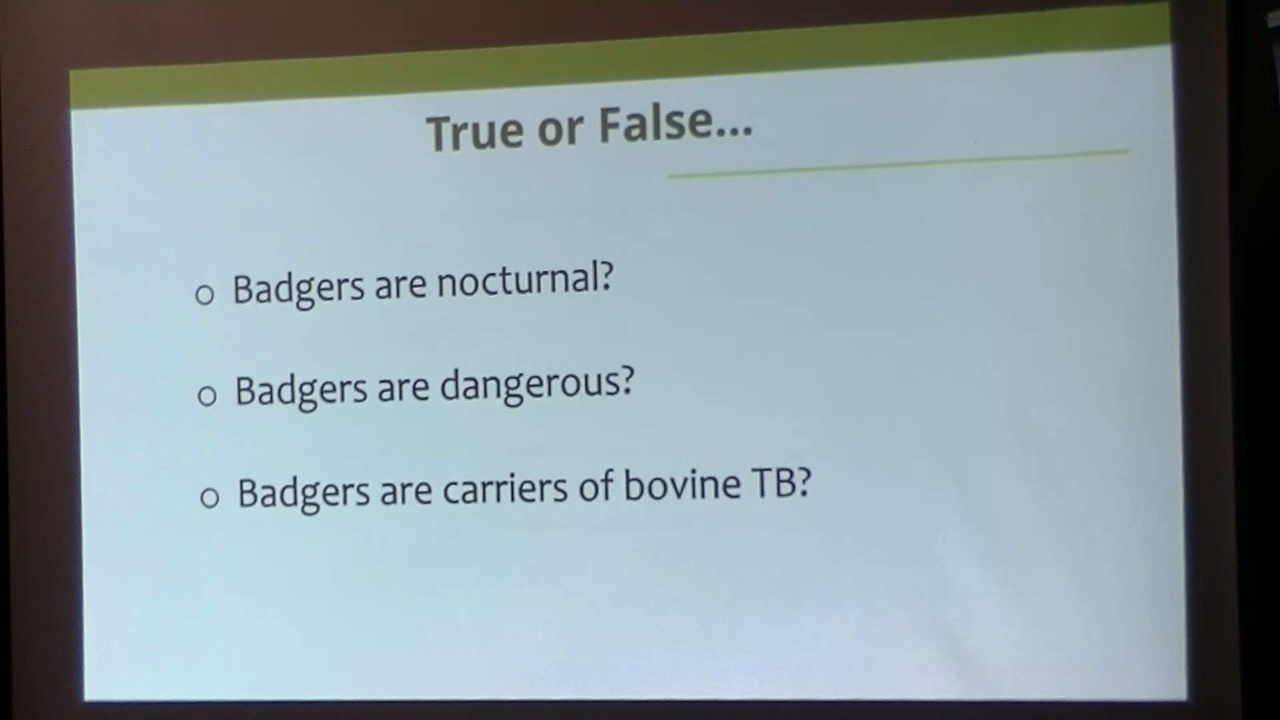 True or False...
o Badgers are nocturnal?
o Badgers are dangerous?
o Badgers are carriers of bovine TB?